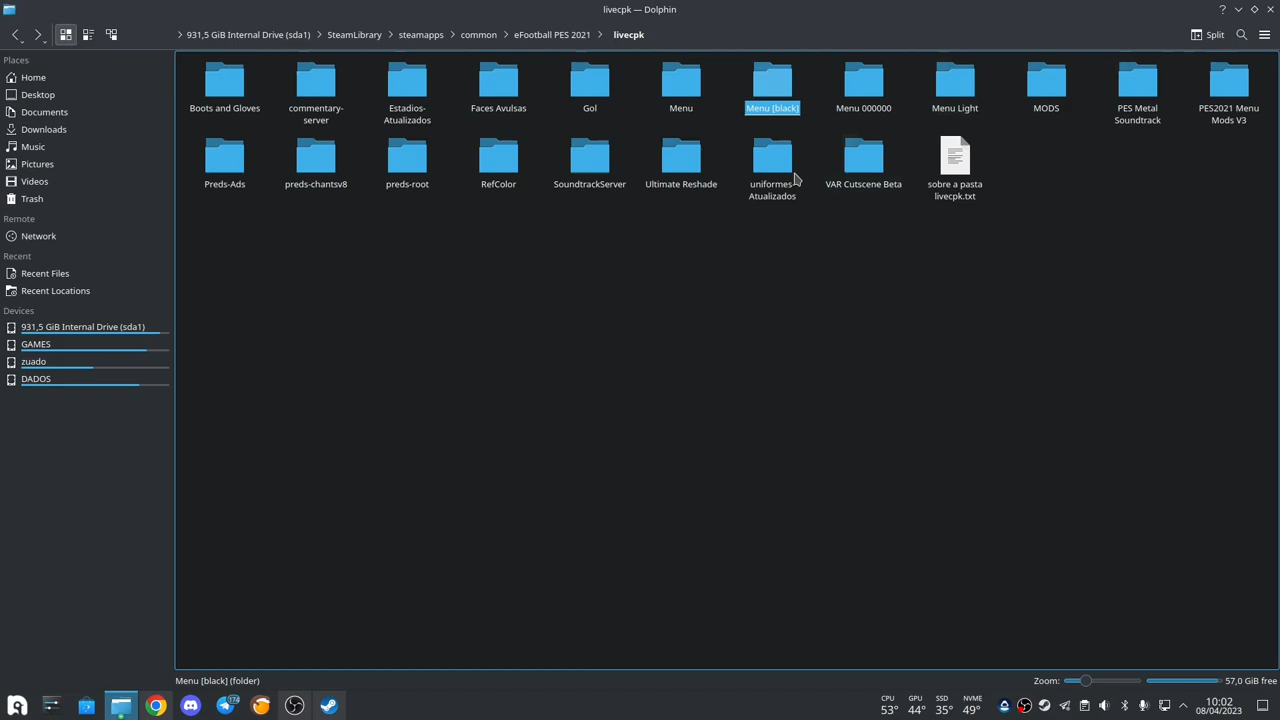 livecpk — Dolphin
931,5 GiB Internal Drive (sda1)
SteamLibrary
steamapps
common
eFootball PES 2021
livecpk
Split
Places
Home
Desktop
Documents
Downloads
Music
Pictures
Videos
Trash
Remote
Network
Recent
Recent Files
Recent Locations
Devices
931,5 GiB Internal Drive (sda1)
GAMES
zuado
DADOS
Boots and Gloves
commentary-
server
Estadios-
Atualizados
Faces Avulsas
Gol
Menu
Menu [black]
Menu 000000
Menu Light
MODS
PES Metal
Soundtrack
PES2021 Menu
Mods V3
Preds-Ads
preds-chantsv8
preds-root
RefColor
SoundtrackServer
Ultimate Reshade
uniformes-
Atualizados
VAR Cutscene Beta
sobre a pasta
livecpk.txt
Menu [black] (folder)
Zoom:
57,0 GiB free
174
CPU
53°
GPU
44°
SSD
35°
NVME
49°
10:02
08/04/2023